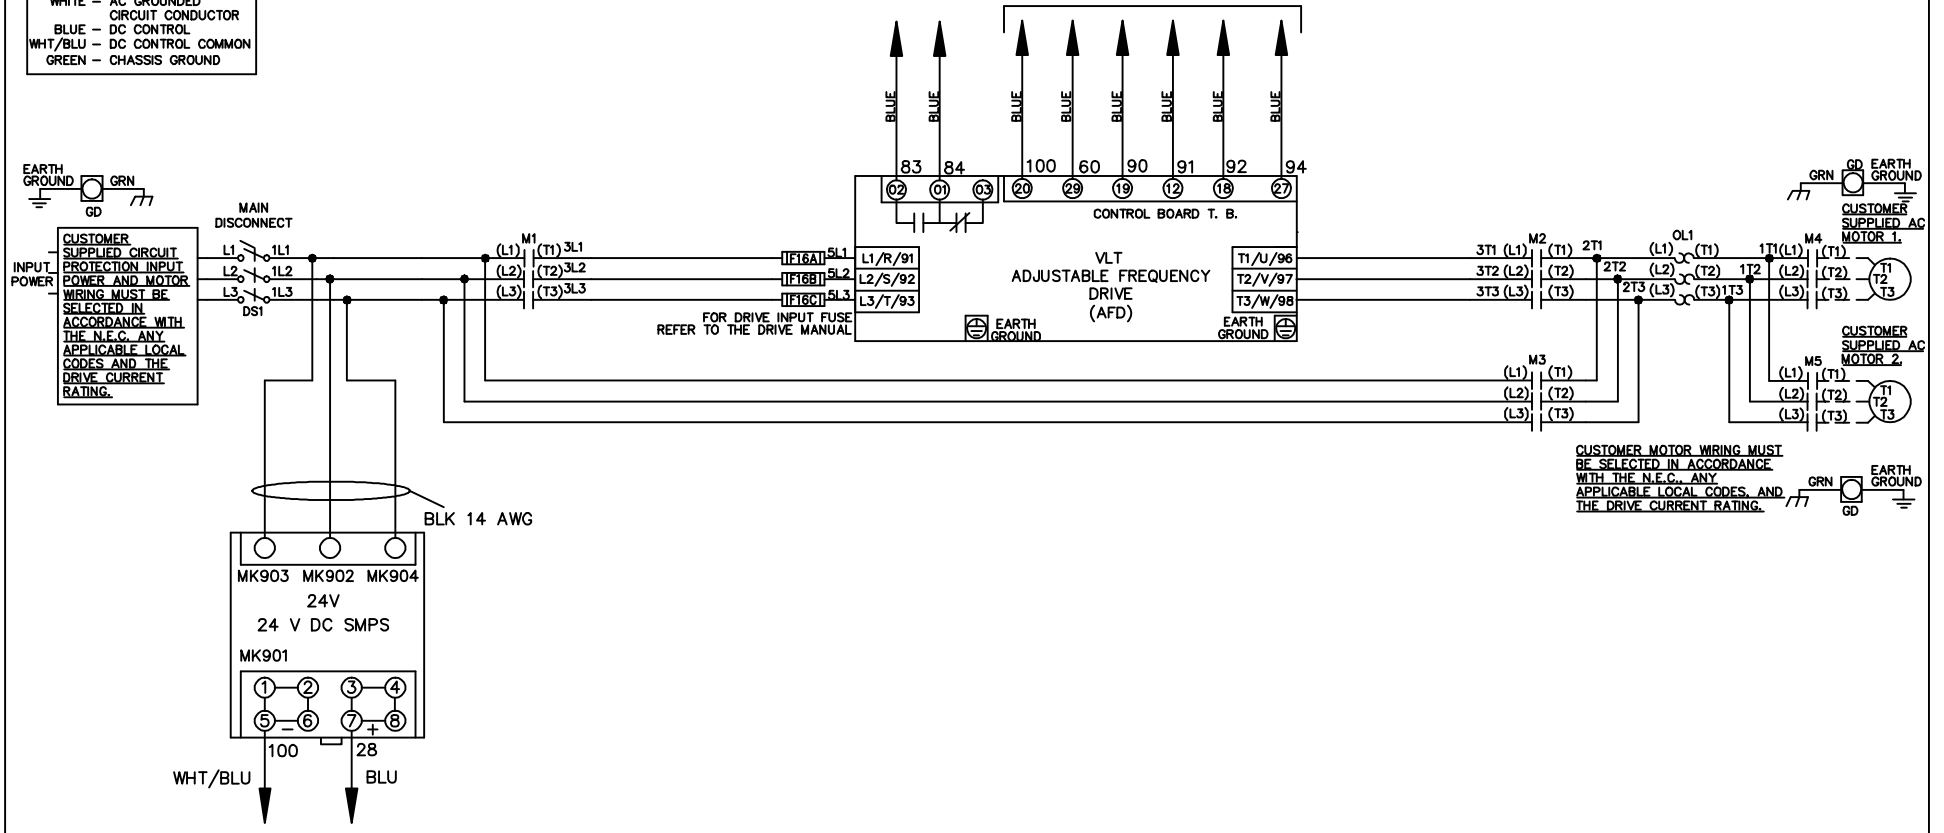 WHITE – AC GROUNDED
CIRCUIT CONDUCTOR
BLUE – DC CONTROL
WHT/BLU – DC CONTROL COMMON
GREEN – CHASSIS GROUND
BLUE
BLUE
BLUE
BLUE
BLUE
BLUE
BLUE
BLUE
83
84
100
60
90
91
92
94
02
01
03
20
29
19
12
18
27
CONTROL BOARD T. B.
EARTH
GROUND
GRN
GD
MAIN
DISCONNECT
CUSTOMER
SUPPLIED CIRCUIT
PROTECTION INPUT
POWER AND MOTOR
WIRING MUST BE
SELECTED IN
ACCORDANCE WITH
THE N.E.C. ANY
APPLICABLE LOCAL
CODES AND THE
DRIVE CURRENT
RATING.
INPUT
POWER
L1
1L1
L2
1L2
L3
1L3
DS1
M1
(L1)
(T1)
3L1
(L2)
(T2)
3L2
(L3)
(T3)
3L3
F16A
5L1
F16B
5L2
F16C
5L3
FOR DRIVE INPUT FUSE
REFER TO THE DRIVE MANUAL
L1/R/91
L2/S/92
L3/T/93
VLT
ADJUSTABLE FREQUENCY
DRIVE
(AFD)
T1/U/96
T2/V/97
T3/W/98
EARTH
GROUND
EARTH
GROUND
M2
3T1 (L1)
(T1)
2T1
3T2 (L2)
(T2)
2T2
3T3 (L3)
(T3)
2T3
OL1
(L1)
(T1)
1T1
(L2)
(T2)
1T2
(L3)
(T3)
1T3
M4
(L1)
(T1)
(L2)
(T2)
(L3)
(T3)
T1
T2
T3
GRN
GD
EARTH
GROUND
CUSTOMER
SUPPLIED AC
MOTOR 1.
M3
(L1)
(T1)
(L2)
(T2)
(L3)
(T3)
CUSTOMER
SUPPLIED AC
MOTOR 2.
M5
(L1)
(T1)
(L2)
(T2)
(L3)
(T3)
T1
T2
T3
CUSTOMER MOTOR WIRING MUST
BE SELECTED IN ACCORDANCE
WITH THE N.E.C., ANY
APPLICABLE LOCAL CODES, AND
THE DRIVE CURRENT RATING.
GRN
GD
EARTH
GROUND
BLK 14 AWG
MK903
MK902
MK904
24V
24 V DC SMPS
MK901
1
2
3
4
5
–
6
7
+
8
100
28
WHT/BLU
BLU